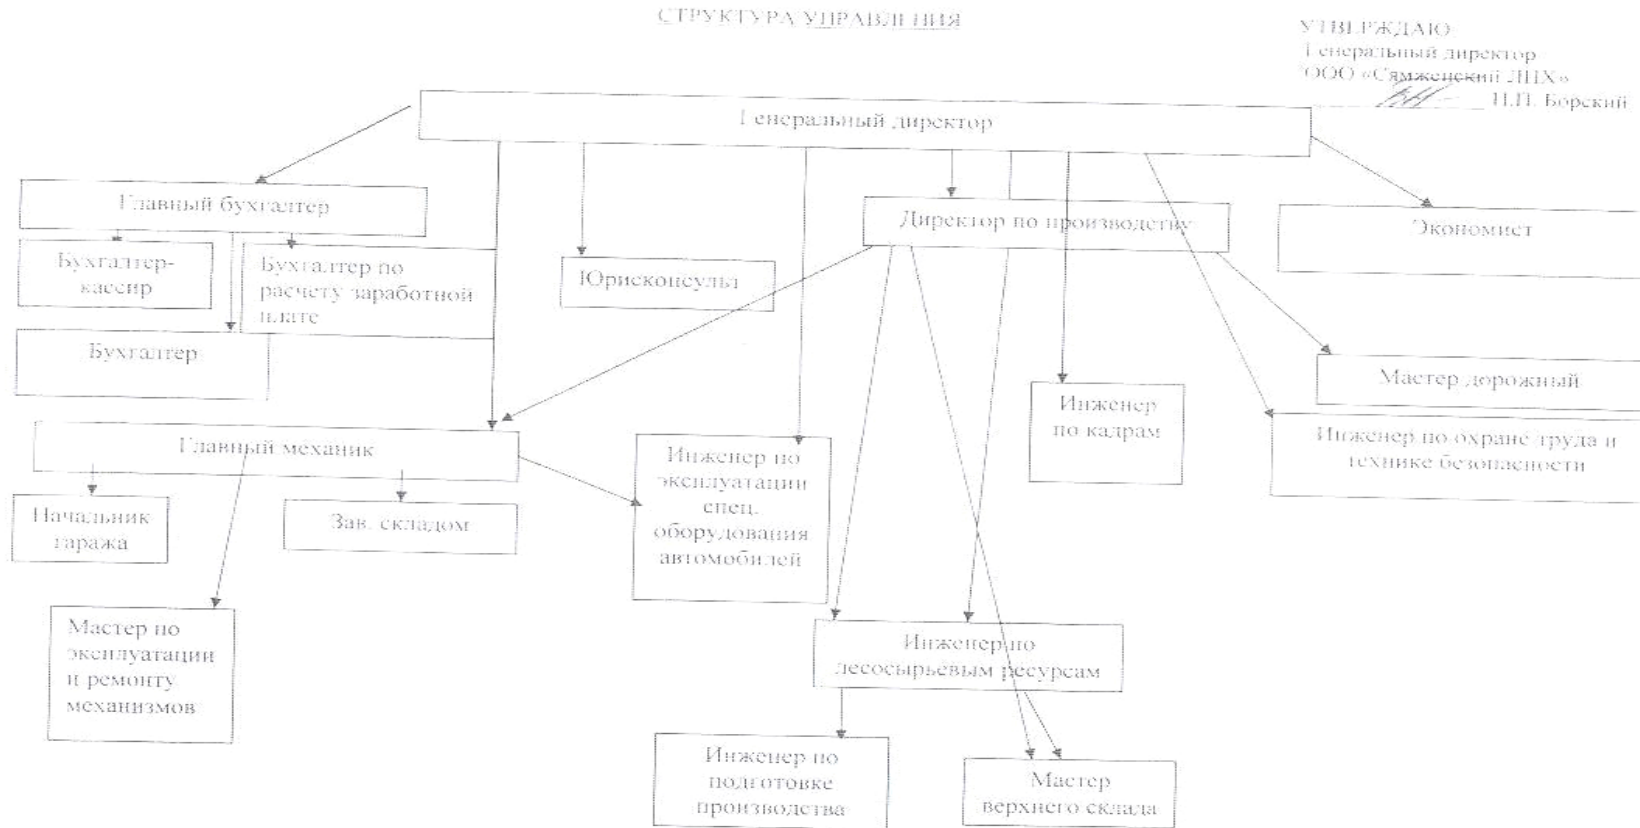 СТРУКТУРА УПРАВЛЕНИЯ
УТВЕРЖДАЮ
Генеральный директор
ООО «Сямженский ЛПХ»
Н.П. Борский
Генеральный директор
Главный бухгалтер
Директор по производству
Экономист
Бухгалтер-
кассир
Бухгалтер по
расчету заработной
плате
Юрисконсульт
Бухгалтер
Мастер дорожный
Инженер
по кадрам
Главный механик
Инженер по
эксплуатации
спец.
оборудования
автомобилей
Инженер по охране труда и
технике безопасности
Начальник
гаража
Зав. складом
Мастер по
эксплуатации
и ремонту
механизмов
Инженер по
лесосырьевым ресурсам
Инженер по
подготовке
производства
Мастер
верхнего склада